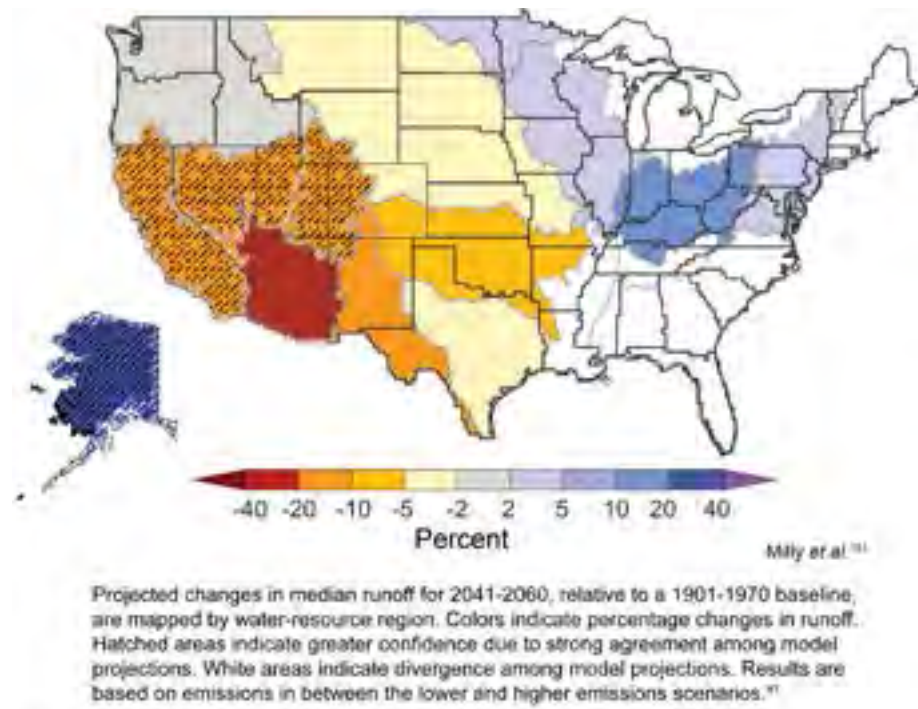 -40 -20 -10 -5 -2 2 5 10 20 40
Percent
Milly et al.
Projected changes in median runoff for 2041-2060, relative to a 1901-1970 baseline,
are mapped by water-resource region. Colors indicate percentage changes in runoff.
Hatched areas indicate greater confidence due to strong agreement among model
projections. White areas indicate divergence among model projections. Results are
based on emissions in between the lower and higher emissions scenarios.